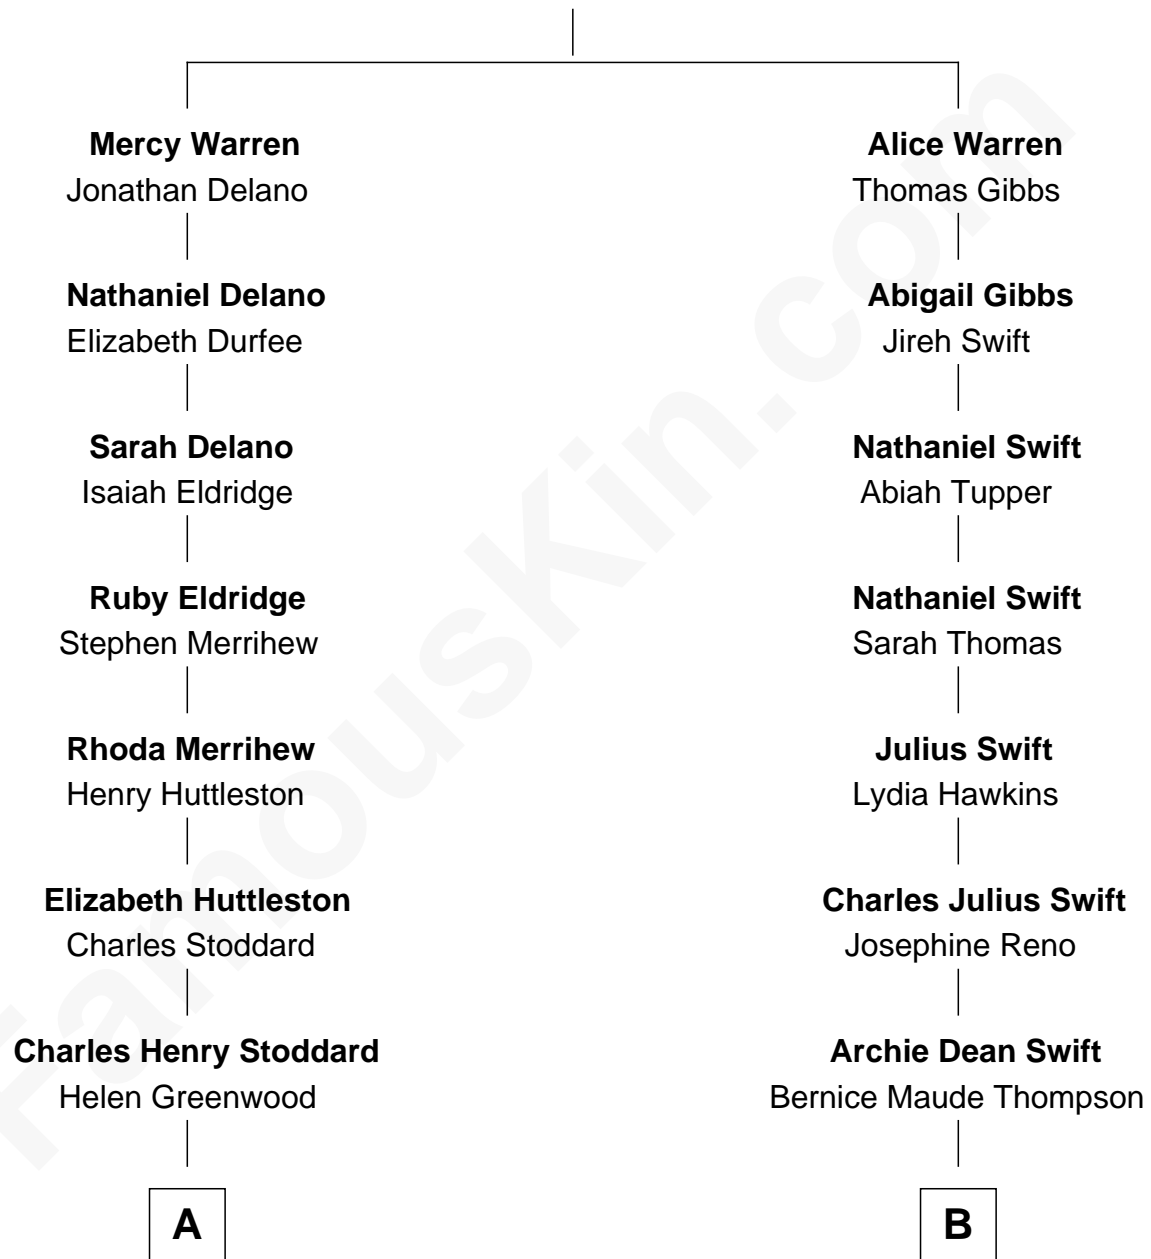 Mercy Warren
Jonathan Delano
Nathaniel Delano
Elizabeth Durfee
Sarah Delano
Isaiah Eldridge
Ruby Eldridge
Stephen Merrihew
Rhoda Merrihew
Henry Huttleston
Elizabeth Huttleston
Charles Stoddard
Charles Henry Stoddard
Helen Greenwood
A
Alice Warren
Thomas Gibbs
Abigail Gibbs
Jireh Swift
Nathaniel Swift
Abiah Tupper
Nathaniel Swift
Sarah Thomas
Julius Swift
Lydia Hawkins
Charles Julius Swift
Josephine Reno
Archie Dean Swift
Bernice Maude Thompson
B
FamousKin.com